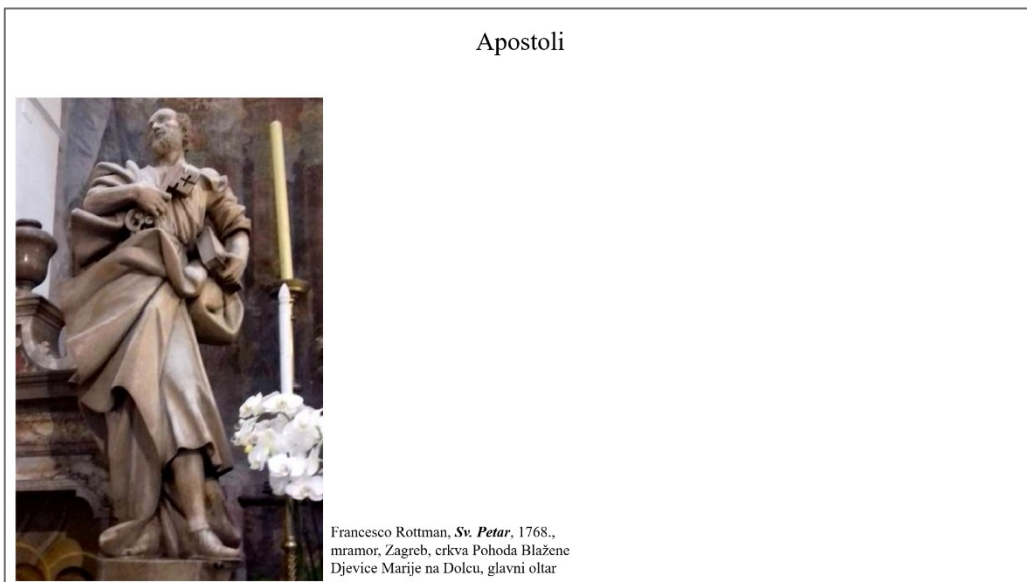 Apostoli
Francesco Rottman, Sv. Petar, 1768.,
mramor, Zagreb, crkva Pohoda Blažene
Djevice Marije na Dolcu, glavni oltar